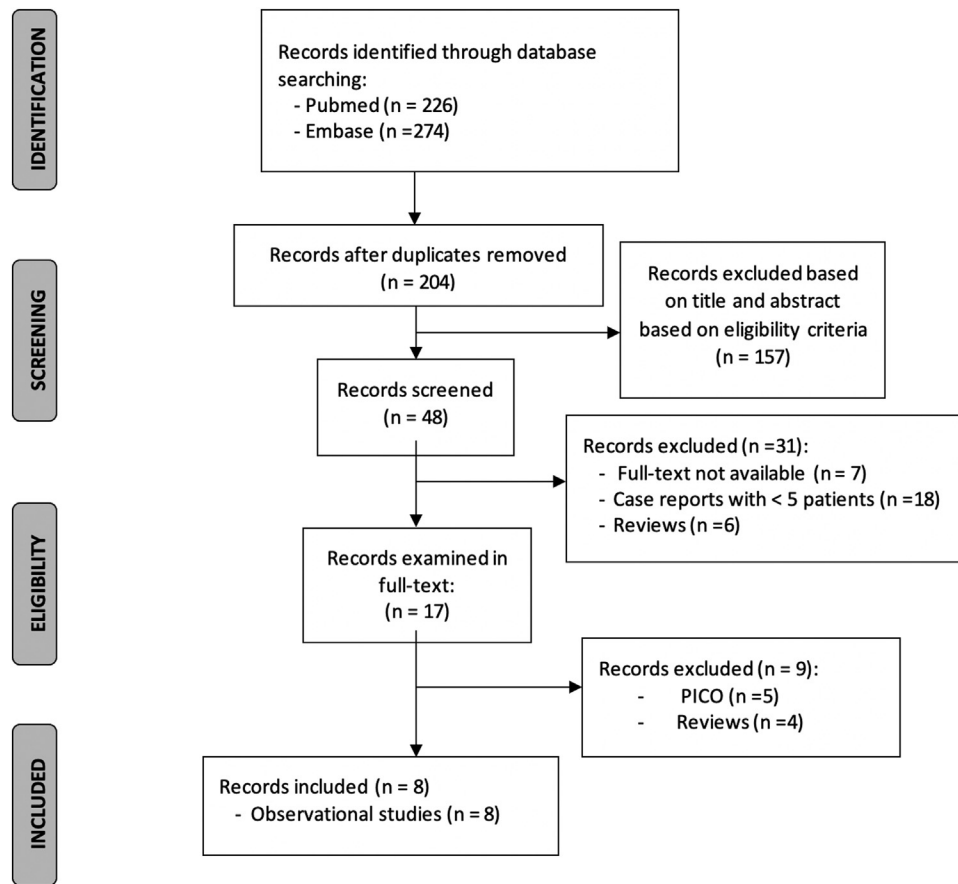 IDENTIFICATION
Records identified through database
searching:
- Pubmed (n = 226)
- Embase (n =274)
SCREENING
Records after duplicates removed
(n = 204)
Records excluded based
on title and abstract
based on eligibility criteria
(n = 157)
Records screened
(n = 48)
Records excluded (n =31):
- Full-text not available (n = 7)
- Case reports with < 5 patients (n =18)
- Reviews (n =6)
ELIGIBILITY
Records examined in
full-text:
(n = 17)
Records excluded (n = 9):
- PICO (n =5)
- Reviews (n =4)
INCLUDED
Records included (n = 8)
- Observational studies (n = 8)